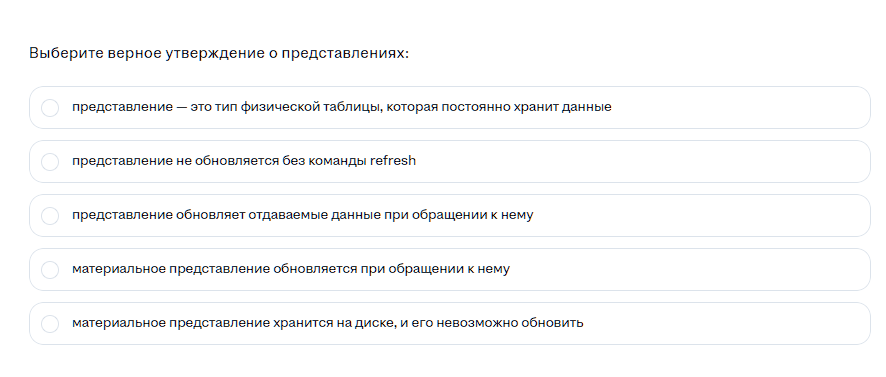 Выберите верное утверждение о представлениях:
представление — это тип физической таблицы, которая постоянно хранит данные
представление не обновляется без команды refresh
представление обновляет отдаваемые данные при обращении к нему
материальное представление обновляется при обращении к нему
материальное представление хранится на диске, и его невозможно обновить